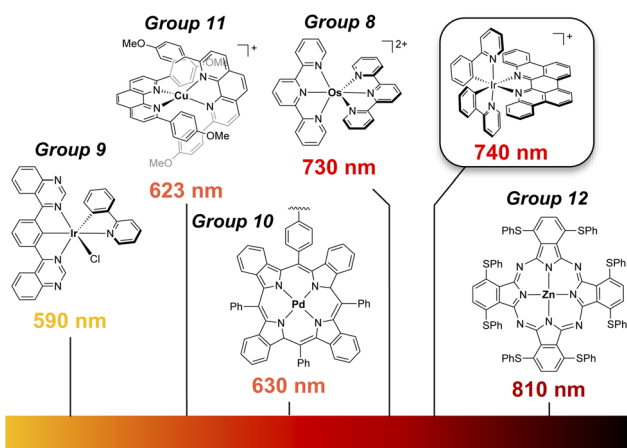 Group 11
Group 8
MeO
OMe
]+
Cu
OMe
MeO
623 nm
N
N
N
Os
N
N
N
]2+
730 nm
N
Ir
N
N
N
]+
740 nm
Group 9
N
N
N
N
Ir
N
Cl
590 nm
Group 10
Ph
N
N
Pd
N
N
Ph
Ph
630 nm
Group 12
SPh
SPh
PhS
SPh
N
N
N
N
Zn
N
N
N
N
PhS
SPh
SPh
SPh
810 nm